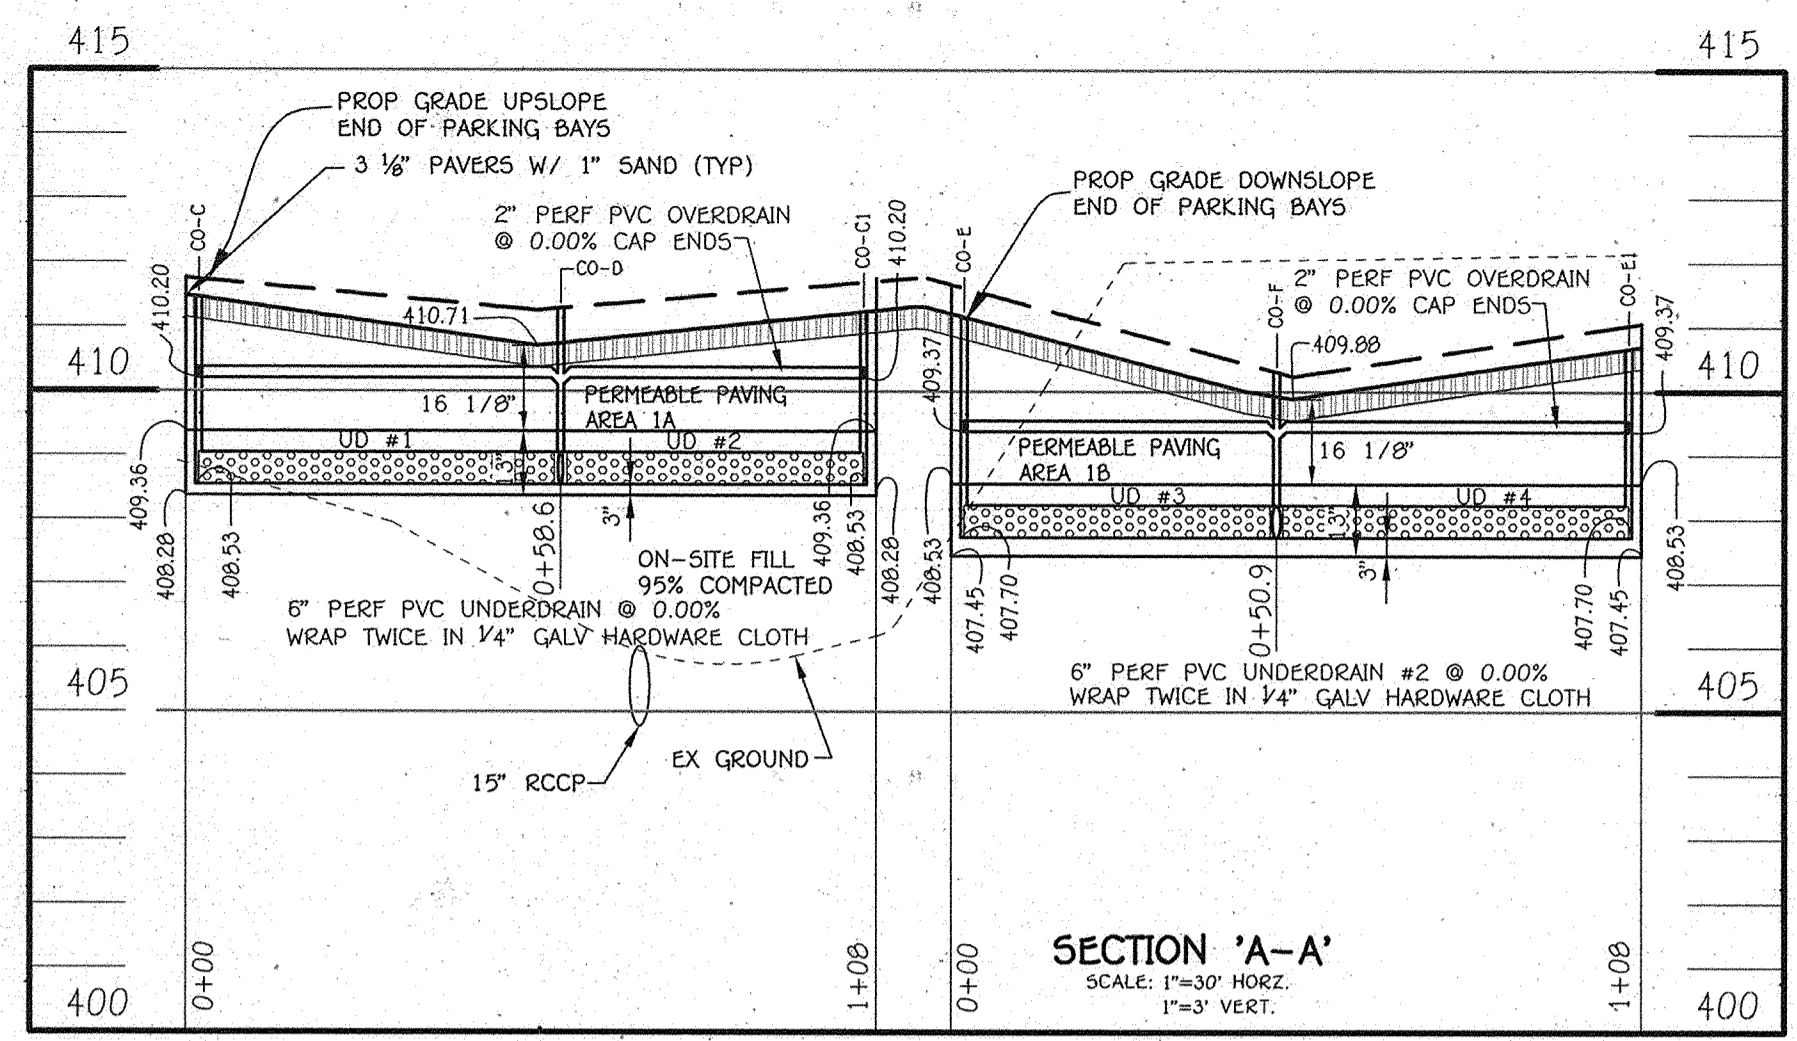 415
415
PROP GRADE UPSLOPE
END OF PARKING BAYS
3 1/8" PAVERS W/ 1" SAND (TYP)
2" PERF PVC OVERDRAIN
@ 0.00% CAP ENDS
PROP GRADE DOWNSLOPE
END OF PARKING BAYS
2" PERF PVC OVERDRAIN
@ 0.00% CAP ENDS
CO-C
CO-D
CO-C1
410.20
CO-E
CO-F
CO-E1
410.20
410.71
409.88
409.37
409.37
410
410
16 1/8"
PERMEABLE PAVING
AREA 1A
UD #1
UD #2
13"
3"
PERMEABLE PAVING
AREA 1B
16 1/8"
UD #3
UD #4
13"
3"
409.36
408.28
408.53
0+58.6
409.36
408.53
408.28
408.53
407.45
407.70
0+50.9
407.70
407.45
408.53
ON-SITE FILL
95% COMPACTED
6" PERF PVC UNDERDRAIN @ 0.00%
WRAP TWICE IN 1/4" GALV HARDWARE CLOTH
6" PERF PVC UNDERDRAIN #2 @ 0.00%
WRAP TWICE IN 1/4" GALV HARDWARE CLOTH
405
405
EX GROUND
15" RCCP
0+00
1+08
0+00
1+08
SECTION 'A-A'
SCALE: 1"=30' HORZ.
1"=3' VERT.
400
400